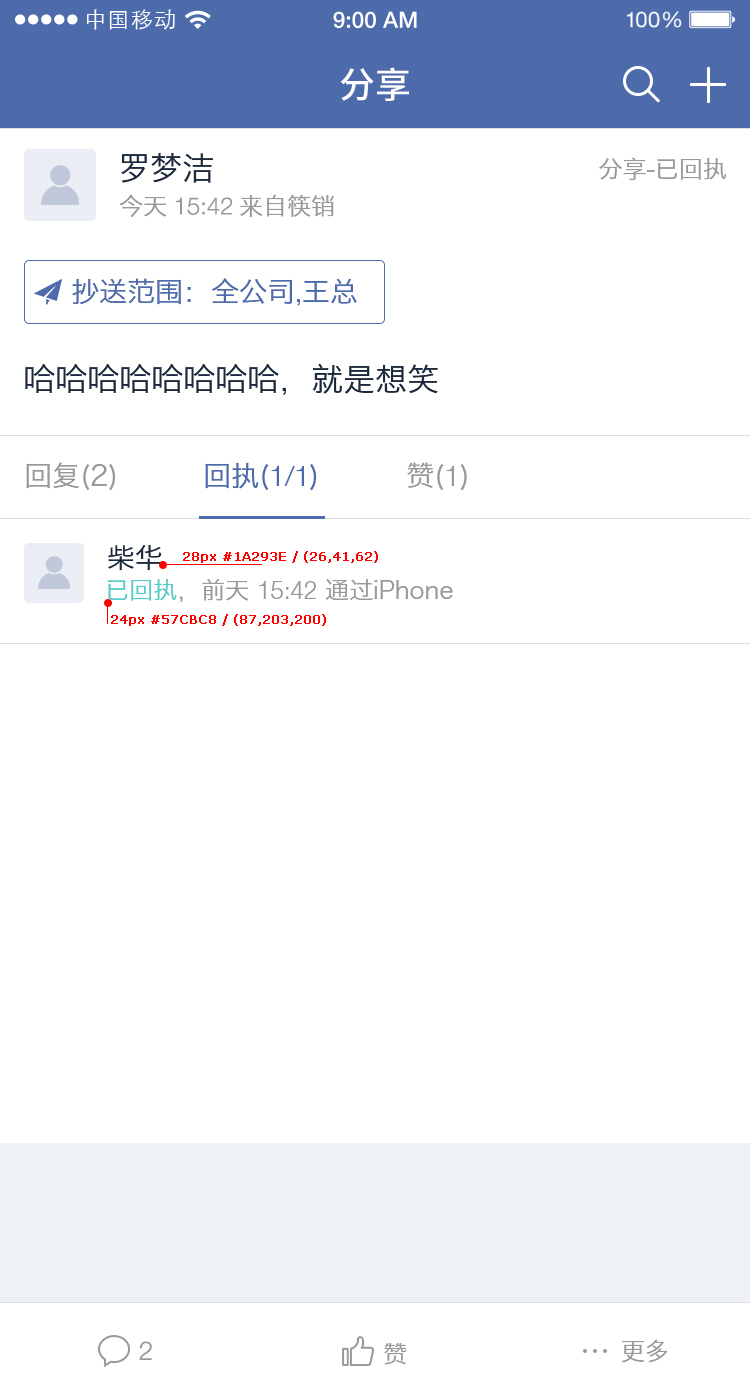 中国移动 9:00 AM 100%
分享
罗梦洁
分享-已回执
今天 15:42 来自筷销
抄送范围：全公司,王总
哈哈哈哈哈哈哈哈，就是想笑
回复(2) 回执(1/1) 赞(1)
柴华 28px #1A293E / (26,41,62)
已回执，前天 15:42 通过iPhone
24px #57CBC8 / (87,203,200)
2 赞 更多